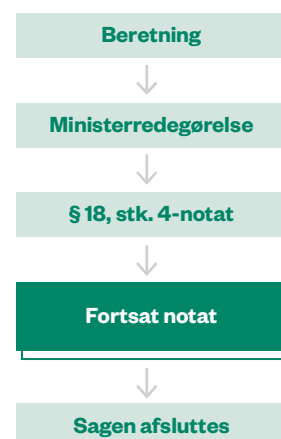 Beretning
Ministerredegørelse
§ 18, stk. 4-notat
Fortsat notat
Sagen afsluttes